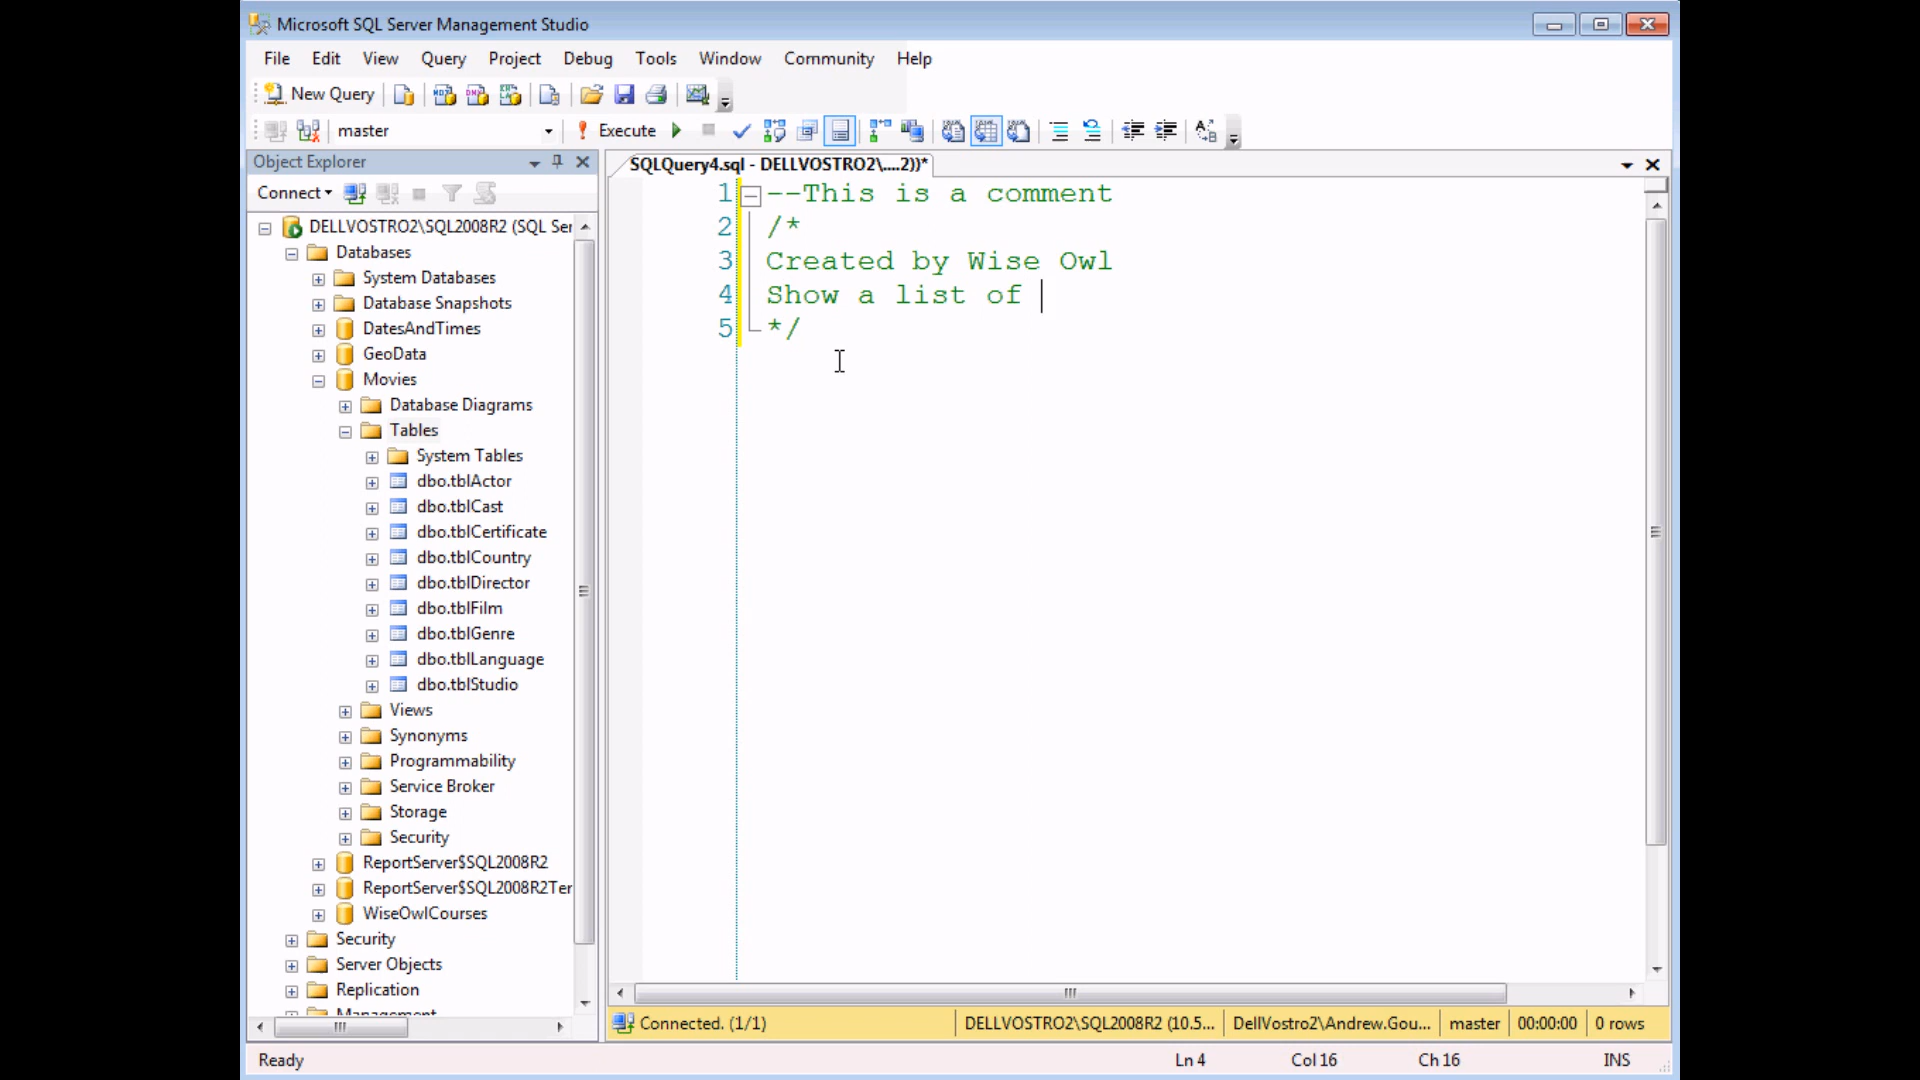 Microsoft SQL Server Management Studio
File Edit View Query Project Debug Tools Window Community Help
New Query
master Execute
Object Explorer
SQLQuery4.sql - DELLVOSTRO2\....2))*
Connect
DELLVOSTRO2\SQL2008R2 (SQL Ser
Databases
System Databases
Database Snapshots
DatesAndTimes
GeoData
Movies
Database Diagrams
Tables
System Tables
dbo.tblActor
dbo.tblCast
dbo.tblCertificate
dbo.tblCountry
dbo.tblDirector
dbo.tblFilm
dbo.tblGenre
dbo.tblLanguage
dbo.tblStudio
Views
Synonyms
Programmability
Service Broker
Storage
Security
ReportServer$SQL2008R2
ReportServer$SQL2008R2Ter
WiseOwlCourses
Security
Server Objects
Replication
Management
1 --This is a comment
2 /*
3 Created by Wise Owl
4 Show a list of
5 */
Connected. (1/1) DELLVOSTRO2\SQL2008R2 (10.5... DellVostro2\Andrew.Gou... master 00:00:00 0 rows
Ready Ln 4 Col 16 Ch 16 INS